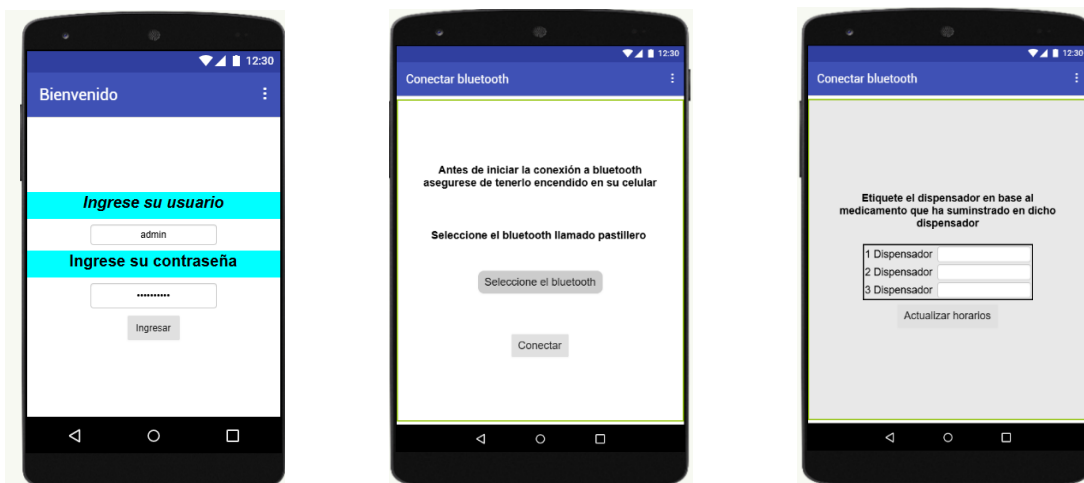 12:30
Bienvenido
Ingrese su usuario
admin
Ingrese su contraseña
••••••••••
Ingresar
12:30
Conectar bluetooth
Antes de iniciar la conexión a bluetooth
asegurese de tenerlo encendido en su celular
Seleccione el bluetooth llamado pastillero
Seleccione el bluetooth
Conectar
12:30
Conectar bluetooth
Etiquete el dispensador en base al
medicamento que ha suminstrado en dicho
dispensador
1 Dispensador
2 Dispensador
3 Dispensador
Actualizar horarios